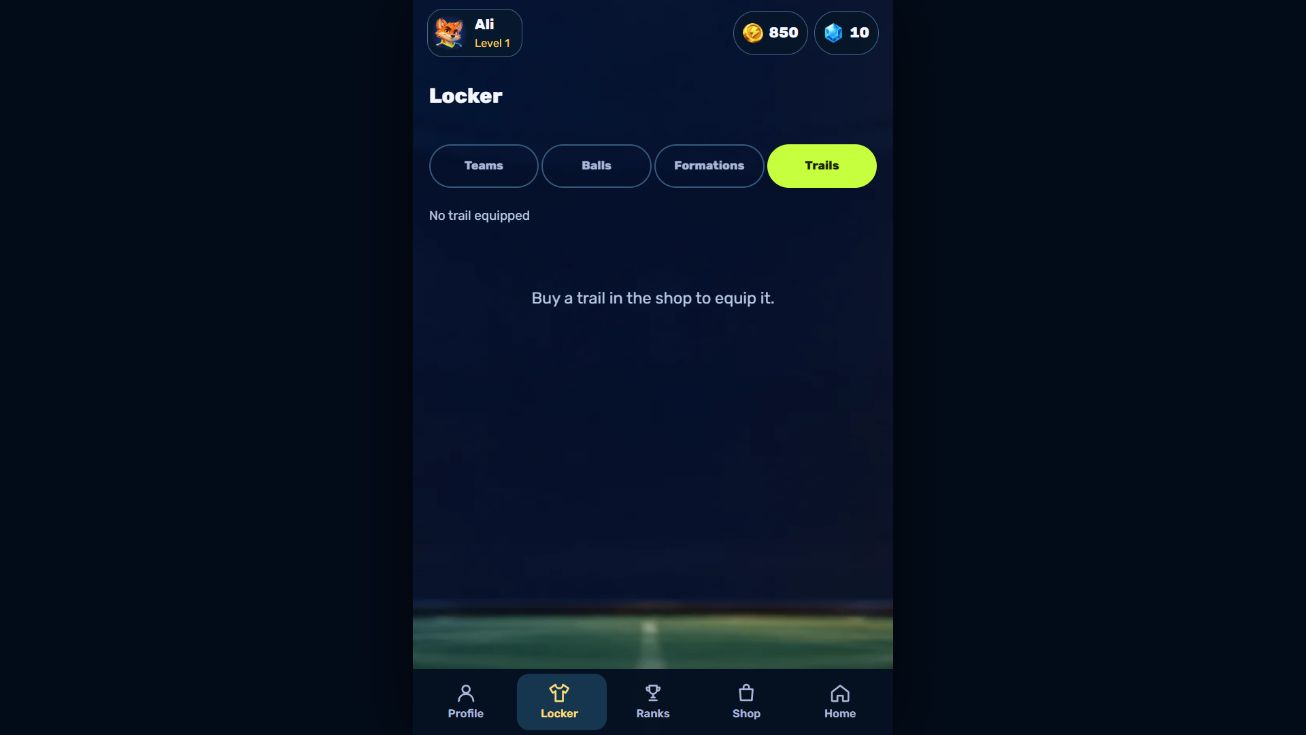 Ali
Level 1
850
10
Locker
Teams
Balls
Formations
Trails
No trail equipped
Buy a trail in the shop to equip it.
Profile
Locker
Ranks
Shop
Home